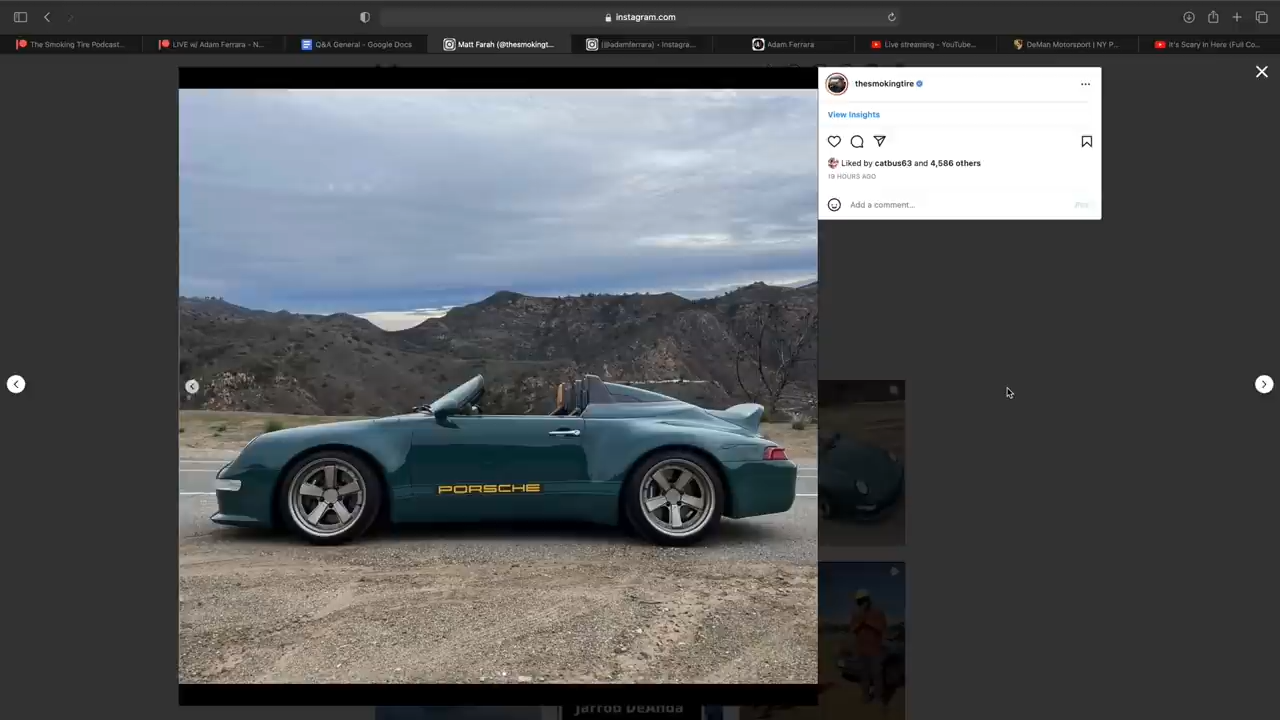 instagram.com
The Smoking Tire Podcast...
LIVE w/ Adam Ferrara - N...
Q&A General - Google Docs
Matt Farah (@thesmokingt...
(@adamferrara) • Instagra...
Adam Ferrara
Live streaming - YouTube...
DeMan Motorsport | NY P...
It's Scary In Here (Full Co...
thesmokingtire
View Insights
Liked by catbus63 and 4,586 others
19 HOURS AGO
Add a comment...
Post
PORSCHE
Jarrod DeAnda